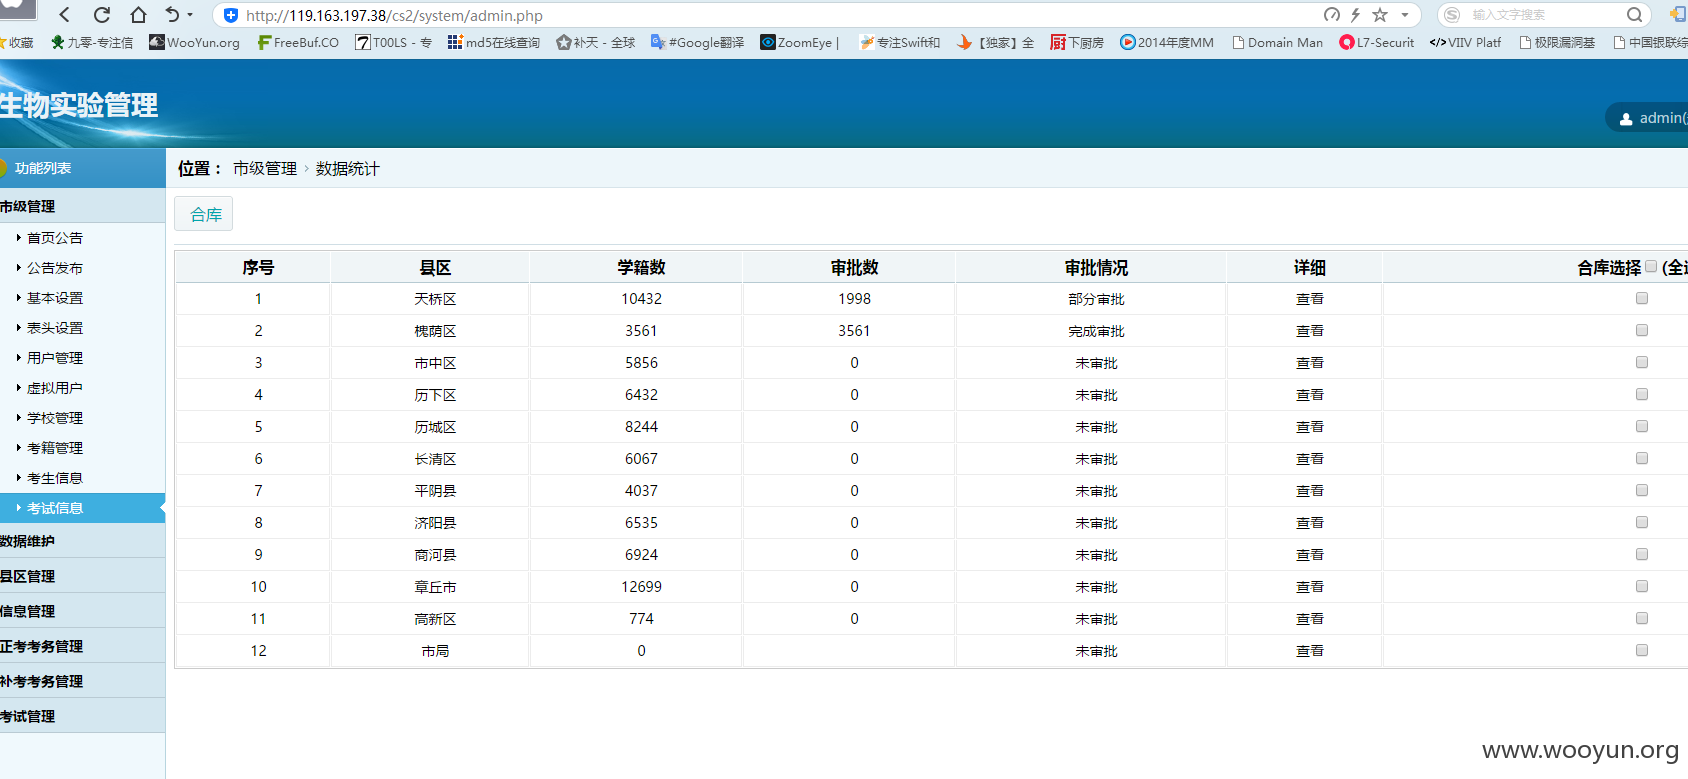 http://119.163.197.38/cs2/system/admin.php
输入文字搜索
收藏 九零-专注信 WooYun.org FreeBuf.CO T00LS - 专 md5在线查询 补天 - 全球 #Google翻译 ZoomEye | 专注Swift和 【独家】全 下厨房 2014年度MM Domain Man L7-Securit VIIV Platf 极限漏洞基 中国银联综
生物实验管理
admin(
功能列表
位置： 市级管理 › 数据统计
市级管理
首页公告
公告发布
基本设置
表头设置
用户管理
虚拟用户
学校管理
考籍管理
考生信息
考试信息
数据维护
县区管理
信息管理
正考考务管理
补考考务管理
考试管理
合库
序号 县区 学籍数 审批数 审批情况 详细 合库选择 (全
1 天桥区 10432 1998 部分审批 查看
2 槐荫区 3561 3561 完成审批 查看
3 市中区 5856 0 未审批 查看
4 历下区 6432 0 未审批 查看
5 历城区 8244 0 未审批 查看
6 长清区 6067 0 未审批 查看
7 平阴县 4037 0 未审批 查看
8 济阳县 6535 0 未审批 查看
9 商河县 6924 0 未审批 查看
10 章丘市 12699 0 未审批 查看
11 高新区 774 0 未审批 查看
12 市局 0 未审批 查看
www.wooyun.org